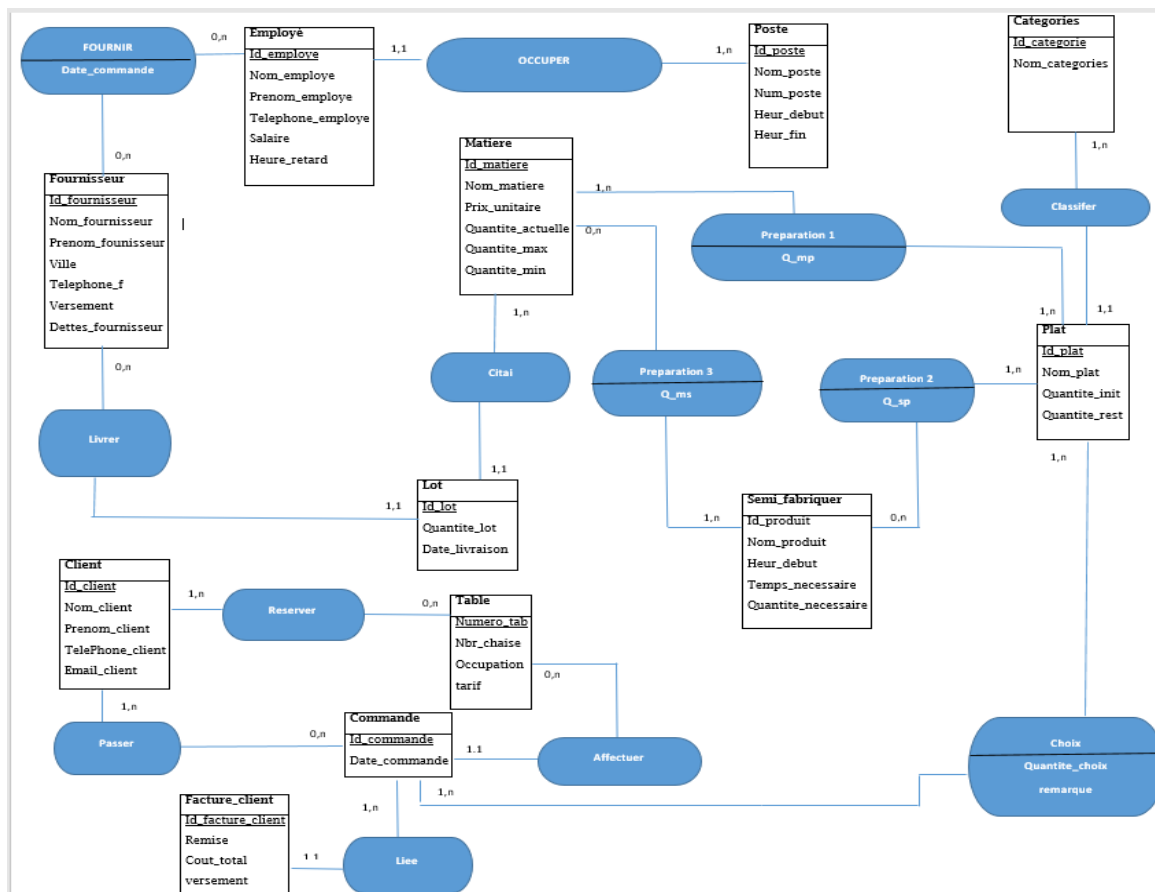 FOURNIR
Date_commande
0,n
Employé
Id_employe
Nom_employe
Prenom_employe
Telephone_employe
Salaire
Heure_retard
1,1
OCCUPER
1,n
Poste
Id_poste
Nom_poste
Num_poste
Heur_debut
Heur_fin
Categories
Id_categorie
Nom_categories
0,n
1,n
Fournisseur
Id_fournisseur
Nom_fournisseur
Prenom_founisseur
Ville
Telephone_f
Versement
Dettes_fournisseur
Matiere
Id_matiere
Nom_matiere
Prix_unitaire
Quantite_actuelle
Quantite_max
Quantite_min
1,n
0,n
Preparation 1
Q_mp
Classifer
1,n
1,n
1,1
Plat
Id_plat
Nom_plat
Quantite_init
Quantite_rest
0,n
Citai
Preparation 3
Q_ms
Preparation 2
Q_sp
1,n
1,n
Livrer
1,1
1,1
Lot
Id_lot
Quantite_lot
Date_livraison
1,n
Semi_fabriquer
Id_produit
Nom_produit
Heur_debut
Temps_necessaire
Quantite_necessaire
0,n
Client
Id_client
Nom_client
Prenom_client
TelePhone_client
Email_client
1,n
Reserver
0,n
Table
Numero_tab
Nbr_chaise
Occupation
tarif
0,n
1,n
Passer
0,n
Commande
Id_commande
Date_commande
1.1
Affectuer
Choix
Quantite_choix
remarque
1,n
1,n
Facture_client
Id_facture_client
Remise
Cout_total
versement
1.1
Liee